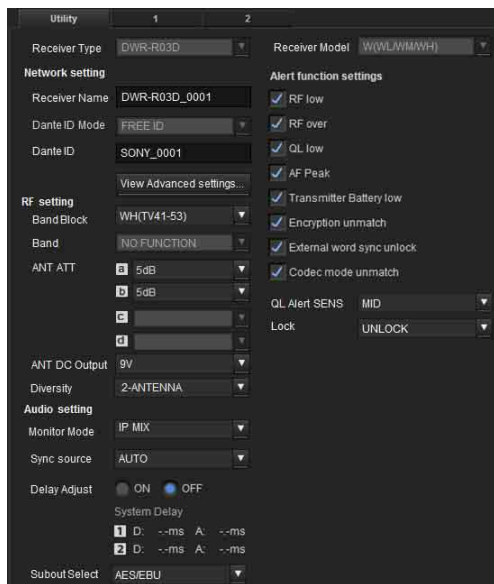 Utility 1 2
Receiver Type DWR-R03D
Network setting
Receiver Name DWR-R03D_0001
Dante ID Mode FREE ID
Dante ID SONY_0001
View Advanced settings...
RF setting
Band Block WH(TV41-53)
Band NO FUNCTION
ANT ATT a 5dB
b 5dB
c
d
ANT DC Output 9V
Diversity 2-ANTENNA
Audio setting
Monitor Mode IP MIX
Sync source AUTO
Delay Adjust ON OFF
System Delay
1 D: -.-ms A: -.-ms
2 D: -.-ms A: -.-ms
Subout Select AES/EBU
Receiver Model W(WL/WM/WH)
Alert function settings
RF low
RF over
QL low
AF Peak
Transmitter Battery low
Encryption unmatch
External word sync unlock
Codec mode unmatch
QL Alert SENS MID
Lock UNLOCK